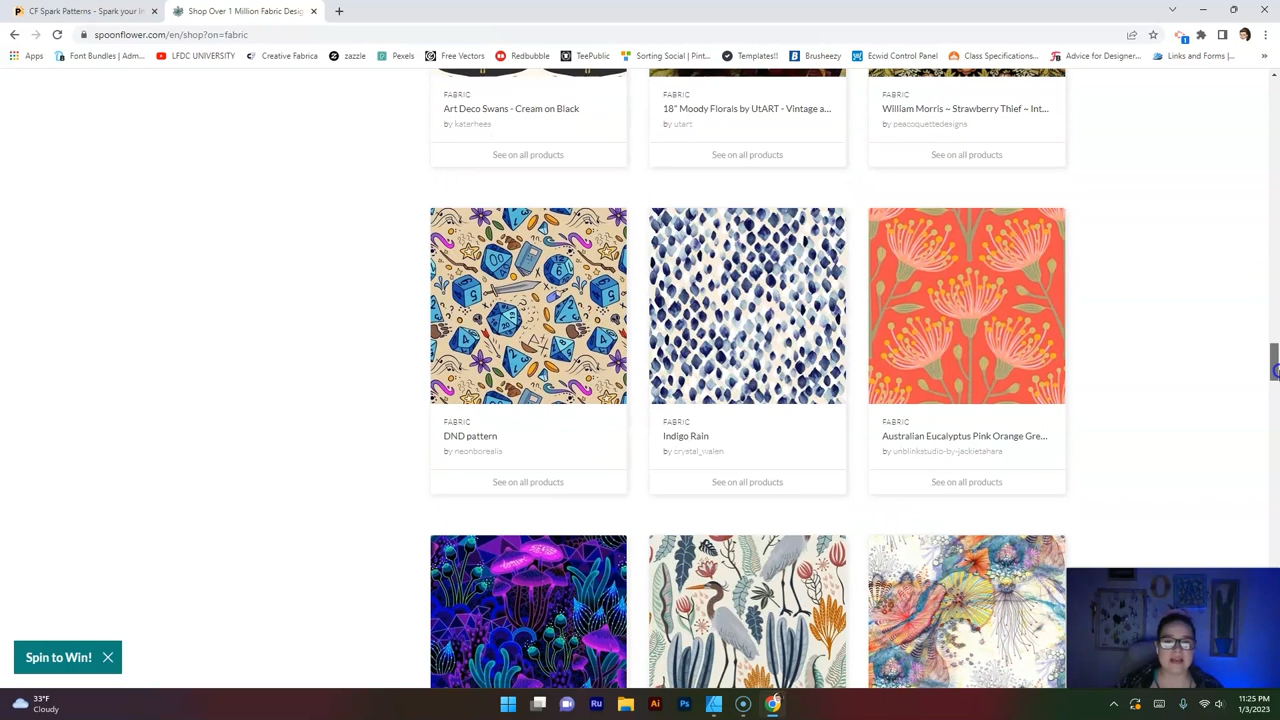 CF Spark Patterns - Spark your In
Shop Over 1 Million Fabric Desig
spoonflower.com/en/shop?on=fabric
Apps
Font Bundles | Adm...
LFDC UNIVERSITY
Creative Fabrica
zazzle
Pexels
Free Vectors
Redbubble
TeePublic
Sorting Social | Pint...
Templates!!
Brusheezy
Ecwid Control Panel
Class Specifications...
Advice for Designer...
Links and Forms |...
FABRIC
Art Deco Swans - Cream on Black
by katerhees
See on all products
FABRIC
18" Moody Florals by UtART - Vintage a...
by utart
See on all products
FABRIC
William Morris ~ Strawberry Thief ~ Int...
by peacoquettedesigns
See on all products
FABRIC
DND pattern
by neonborealis
See on all products
FABRIC
Indigo Rain
by crystal_walen
See on all products
FABRIC
Australian Eucalyptus Pink Orange Gre...
by unblinkstudio-by-jackietahara
See on all products
Spin to Win!
33°F
Cloudy
11:25 PM
1/3/2023